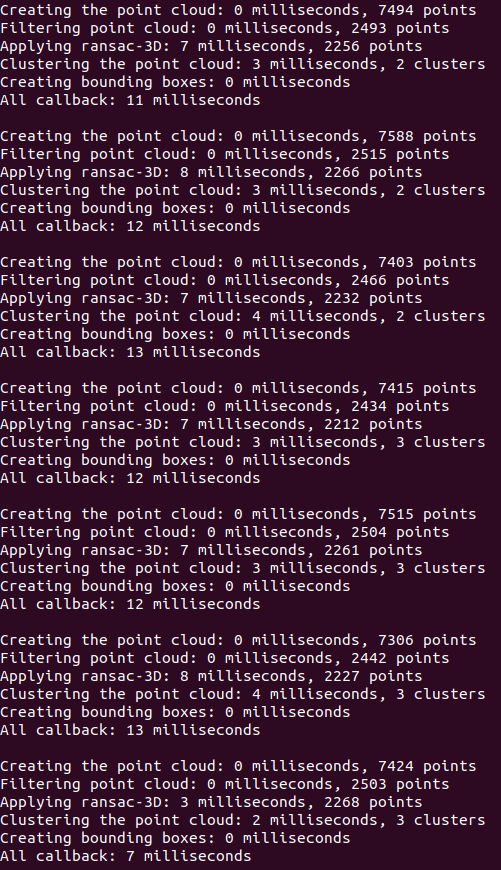 Creating the point cloud: 0 milliseconds, 7494 points
Filtering point cloud: 0 milliseconds, 2493 points
Applying ransac-3D: 7 milliseconds, 2256 points
Clustering the point cloud: 3 milliseconds, 2 clusters
Creating bounding boxes: 0 milliseconds
All callback: 11 milliseconds

Creating the point cloud: 0 milliseconds, 7588 points
Filtering point cloud: 0 milliseconds, 2515 points
Applying ransac-3D: 8 milliseconds, 2266 points
Clustering the point cloud: 3 milliseconds, 2 clusters
Creating bounding boxes: 0 milliseconds
All callback: 12 milliseconds

Creating the point cloud: 0 milliseconds, 7403 points
Filtering point cloud: 0 milliseconds, 2466 points
Applying ransac-3D: 7 milliseconds, 2232 points
Clustering the point cloud: 4 milliseconds, 2 clusters
Creating bounding boxes: 0 milliseconds
All callback: 13 milliseconds

Creating the point cloud: 0 milliseconds, 7415 points
Filtering point cloud: 0 milliseconds, 2434 points
Applying ransac-3D: 7 milliseconds, 2212 points
Clustering the point cloud: 3 milliseconds, 3 clusters
Creating bounding boxes: 0 milliseconds
All callback: 12 milliseconds

Creating the point cloud: 0 milliseconds, 7515 points
Filtering point cloud: 0 milliseconds, 2504 points
Applying ransac-3D: 7 milliseconds, 2261 points
Clustering the point cloud: 3 milliseconds, 3 clusters
Creating bounding boxes: 0 milliseconds
All callback: 12 milliseconds

Creating the point cloud: 0 milliseconds, 7306 points
Filtering point cloud: 0 milliseconds, 2442 points
Applying ransac-3D: 8 milliseconds, 2227 points
Clustering the point cloud: 4 milliseconds, 3 clusters
Creating bounding boxes: 0 milliseconds
All callback: 13 milliseconds

Creating the point cloud: 0 milliseconds, 7424 points
Filtering point cloud: 0 milliseconds, 2503 points
Applying ransac-3D: 3 milliseconds, 2268 points
Clustering the point cloud: 2 milliseconds, 3 clusters
Creating bounding boxes: 0 milliseconds
All callback: 7 milliseconds